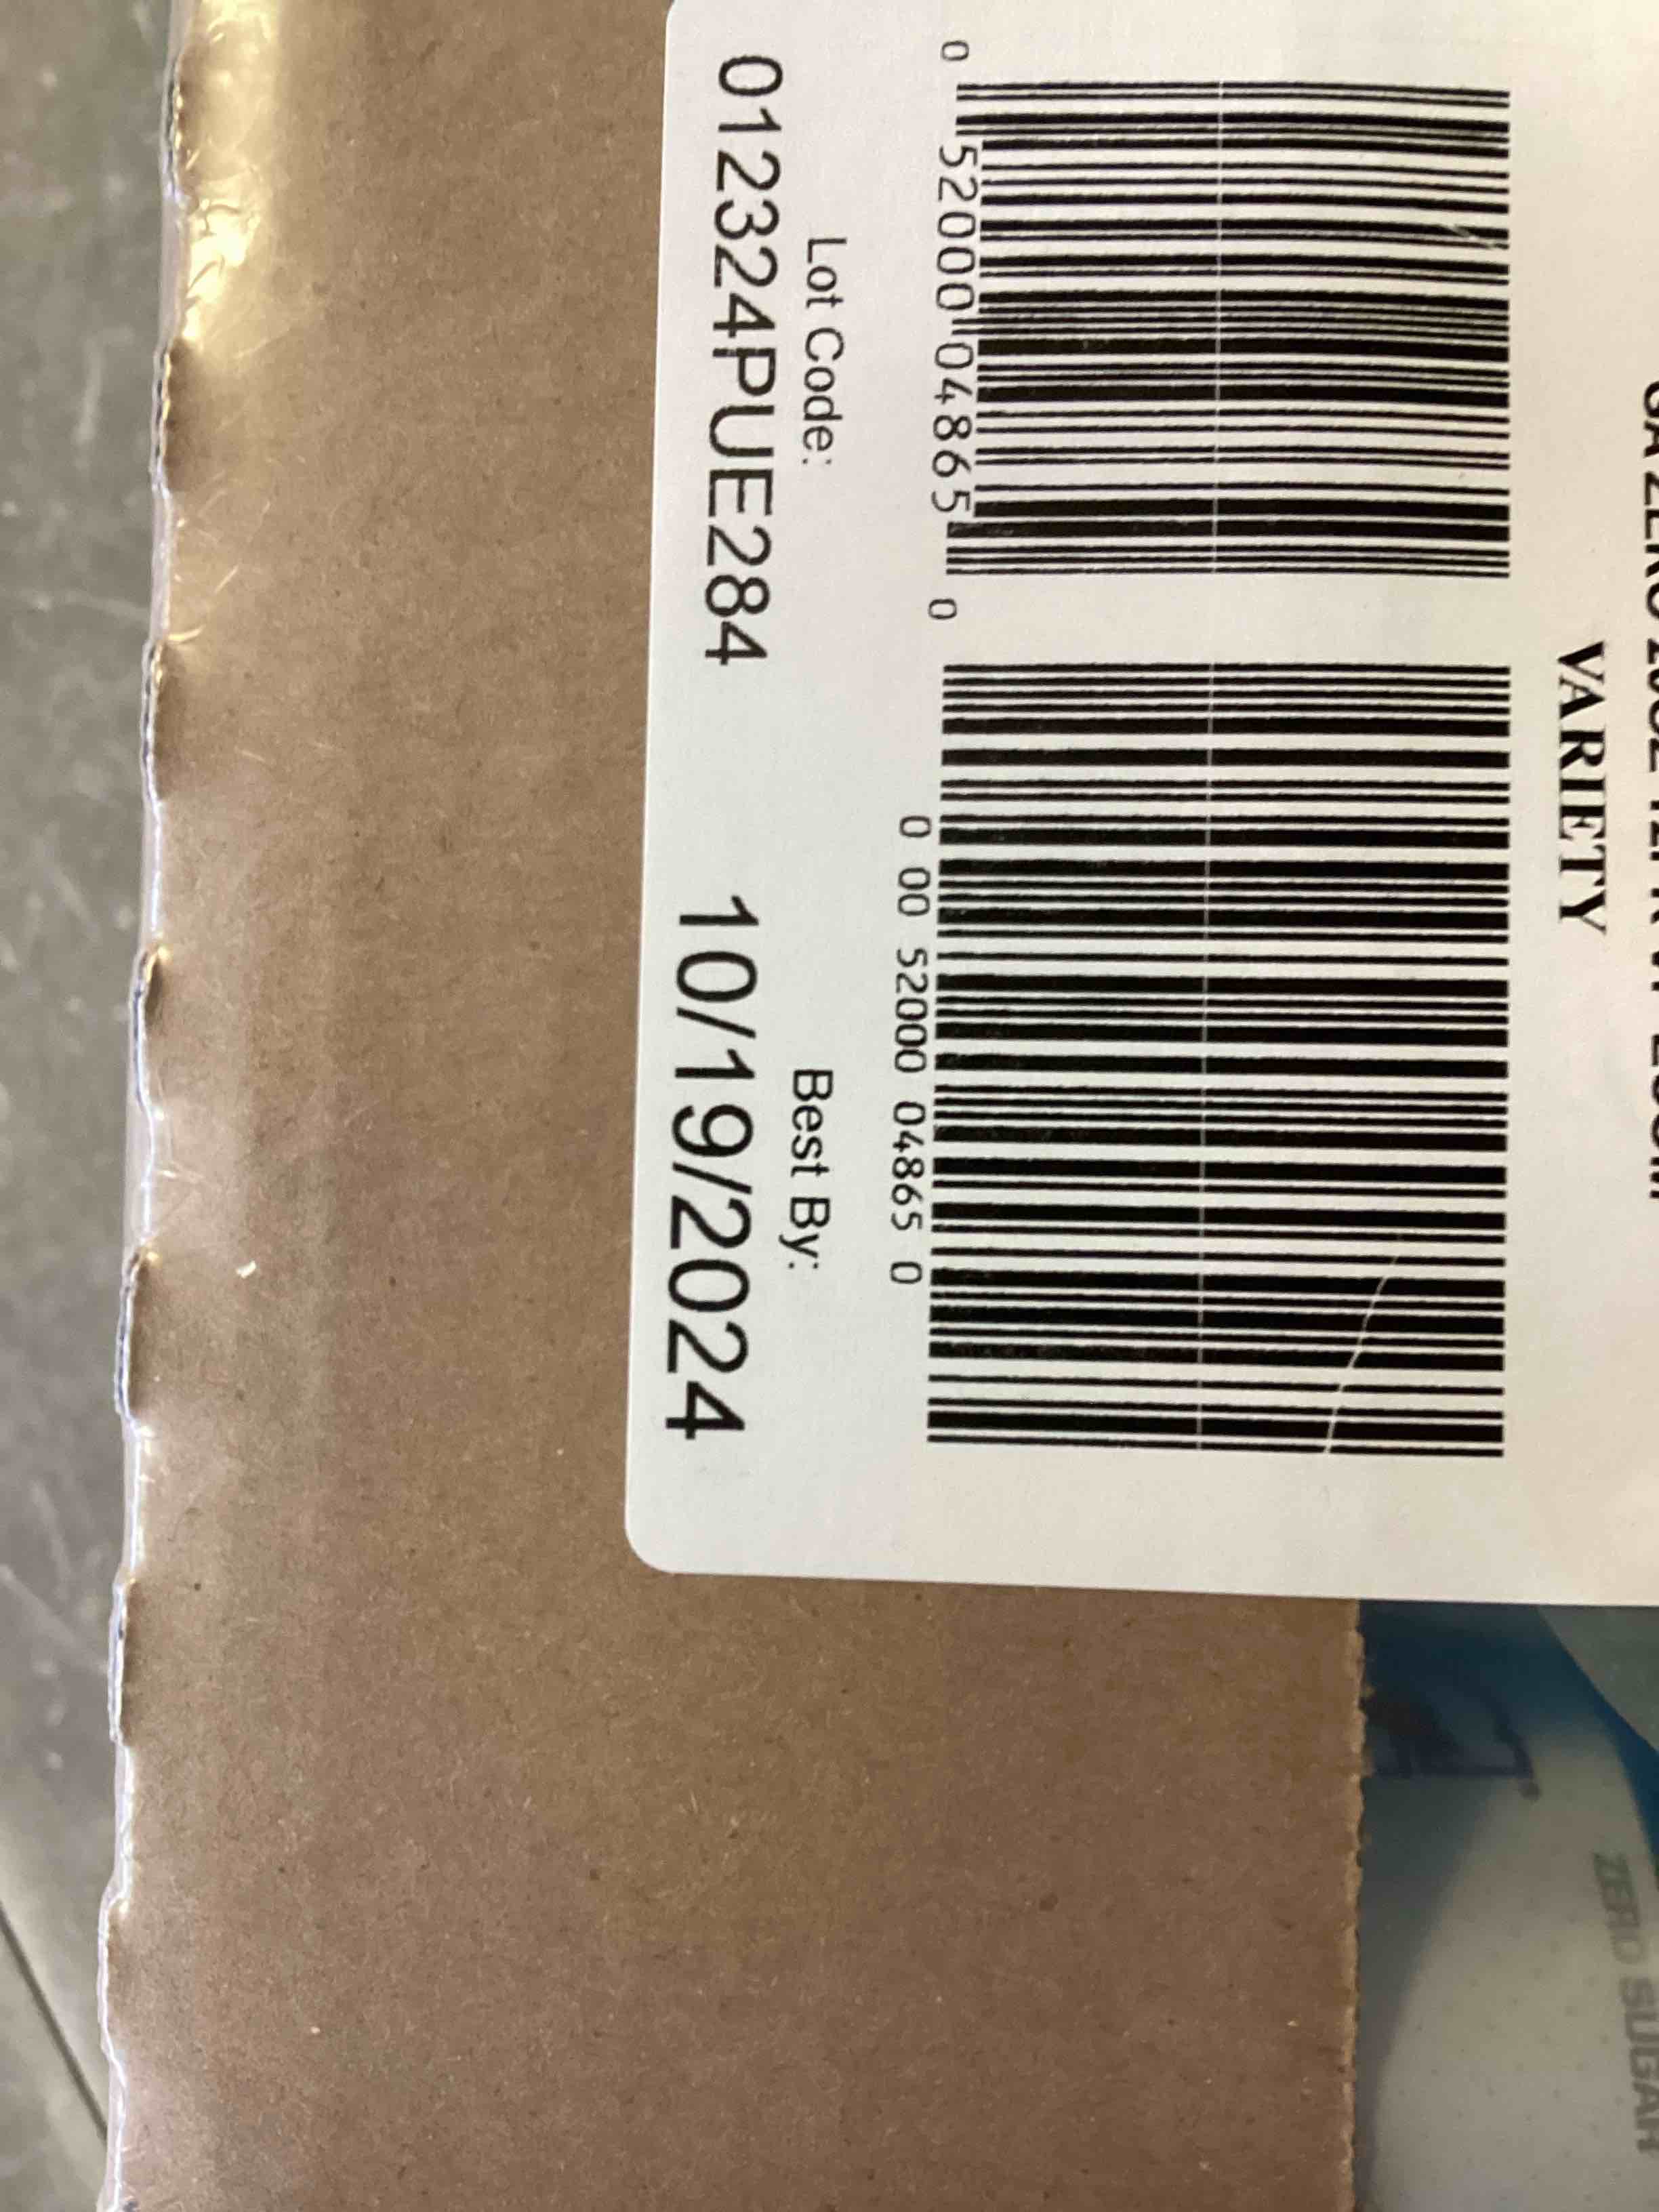 VARIETY
0 52000 04865 0
0 00 52000 04865 0
Lot Code:
Best By:
012324PUE284
10/19/2024
ZERO SUGAR